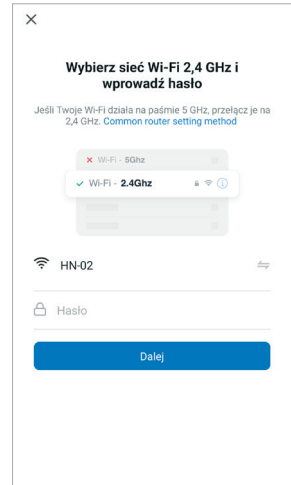 Wybierz sieć Wi-Fi 2,4 GHz i
wprowadź hasło
Jeśli Twoje Wi-Fi działa na paśmie 5 GHz, przełącz je na
2,4 GHz. Common router setting method
Wi-Fi - 5Ghz
Wi-Fi - 2.4Ghz
HN-02
Hasło
Dalej